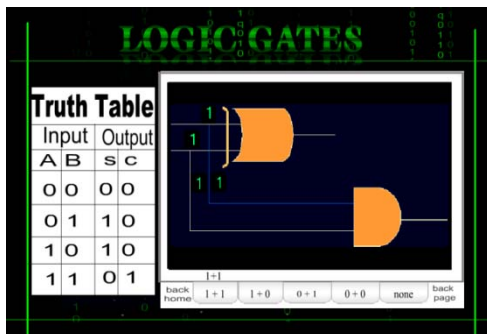 LOGIC GATES
Truth Table
Input Output
A B s c
0 0 0 0
0 1 1 0
1 0 1 0
1 1 0 1
1
1
1 1
1+1
back home
1 + 1
1 + 0
0 + 1
0 + 0
none
back page